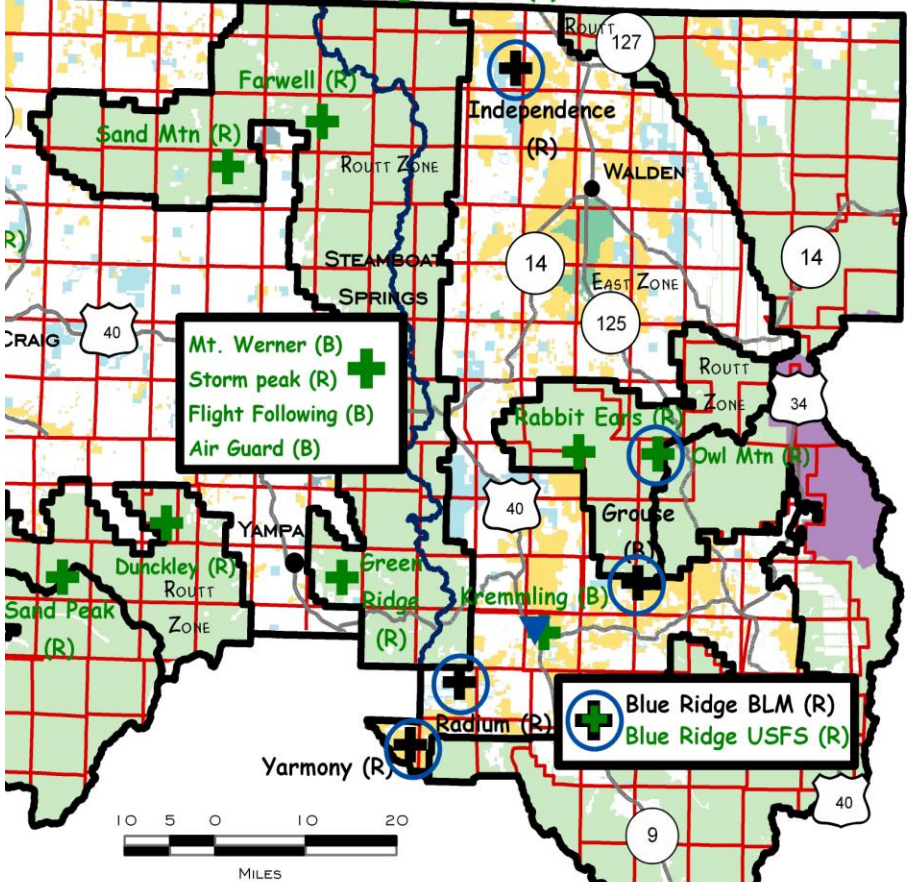 ROUTT
127
Farwell (R)
Independence
(R)
Sand Mtn (R)
ROUTT ZONE
WALDEN
R)
STEAMBOAT
SPRINGS
14
EAST ZONE
14
40
CRAIG
125
Mt. Werner (B)
Storm peak (R)
Flight Following (B)
Air Guard (B)
ROUTT
ZONE
34
Rabbit Ears (R)
Owl Mtn (R)
40
Grouse
(R)
YAMPA
Dunckley (R)
ROUTT
ZONE
Green
Ridge
(R)
Kremmling (B)
Sand Peak
(R)
Radium (R)
Blue Ridge BLM (R)
Blue Ridge USFS (R)
Yarmony (R)
40
9
10 5 0 10 20
MILES